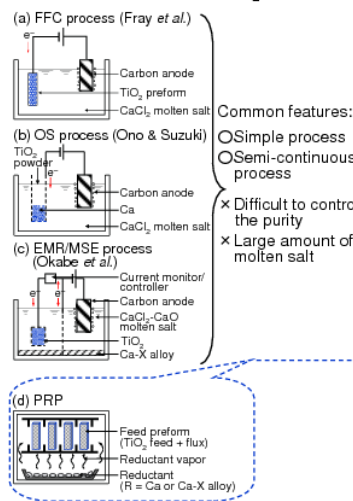 (a) FFC process (Fray et al.)
e⁻
Carbon anode
TiO₂ preform
CaCl₂ molten salt
(b) OS process (Ono & Suzuki)
TiO₂
powder
e⁻
Carbon anode
Ca
CaCl₂ molten salt
(c) EMR/MSE process
(Okabe et al.)
Current monitor/
controller
e⁻
e⁻
Carbon anode
CaCl₂-CaO
molten salt
TiO₂
Ca-X alloy
Common features:
○Simple process
○Semi-continuous
process
× Difficult to contro
the purity
× Large amount of
molten salt
(d) PRP
Feed preform
(TiO₂ feed + flux)
Reductant vapor
Reductant
(R = Ca or Ca-X alloy)